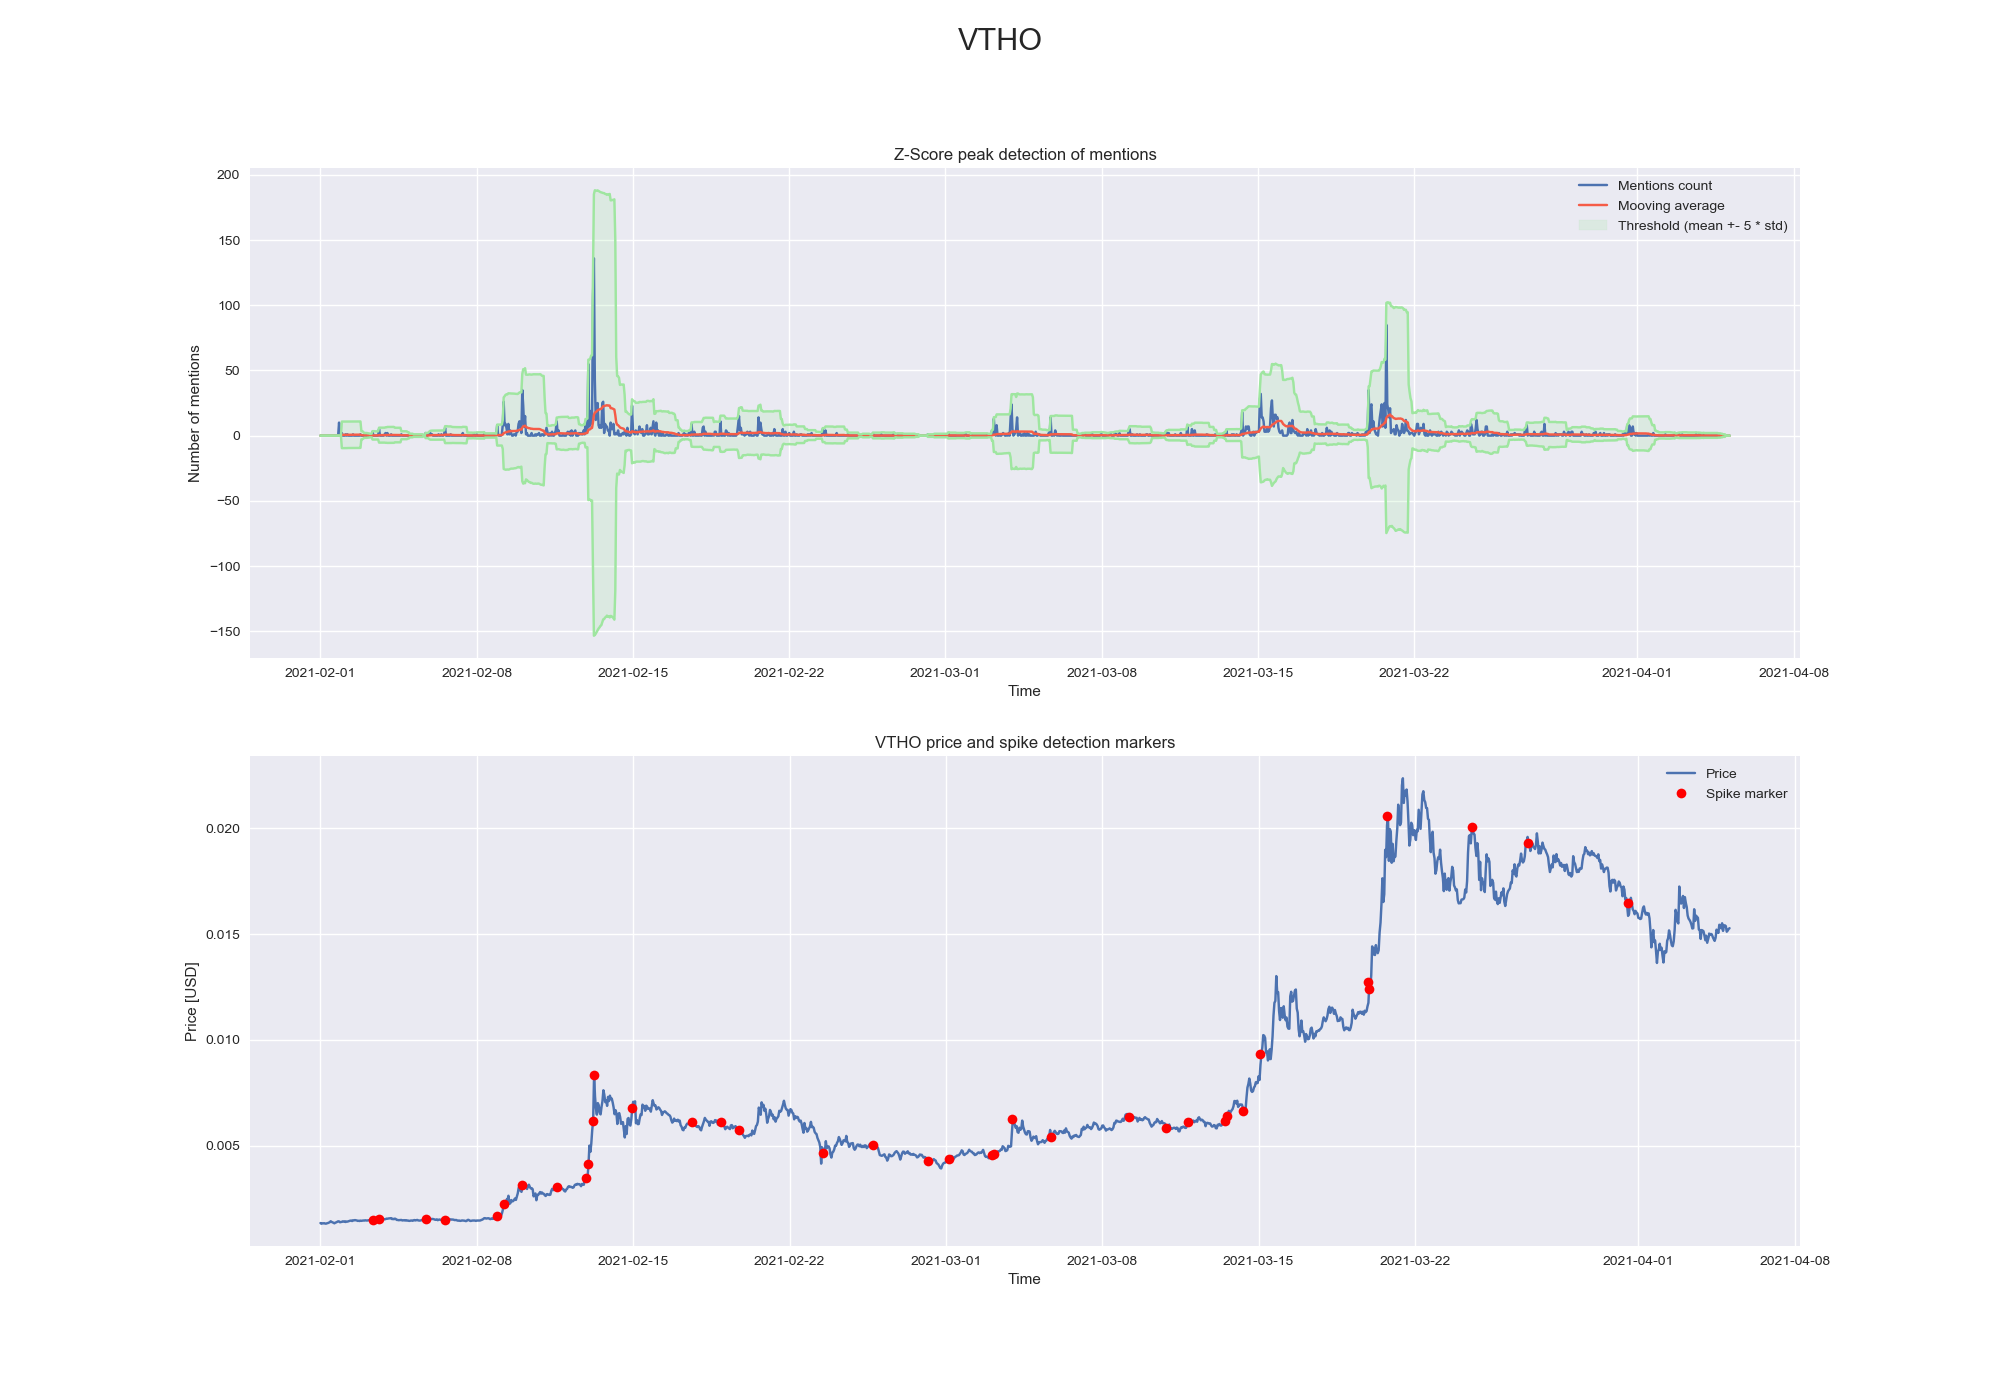 VTHO
Z-Score peak detection of mentions
Number of mentions
200
150
100
50
0
−50
−100
−150
Mentions count
Mooving average
Threshold (mean +- 5 * std)
2021-02-01 2021-02-08 2021-02-15 2021-02-22 2021-03-01 2021-03-08 2021-03-15 2021-03-22 2021-04-01 2021-04-08
Time
VTHO price and spike detection markers
Price [USD]
0.020
0.015
0.010
0.005
Price
Spike marker
2021-02-01 2021-02-08 2021-02-15 2021-02-22 2021-03-01 2021-03-08 2021-03-15 2021-03-22 2021-04-01 2021-04-08
Time